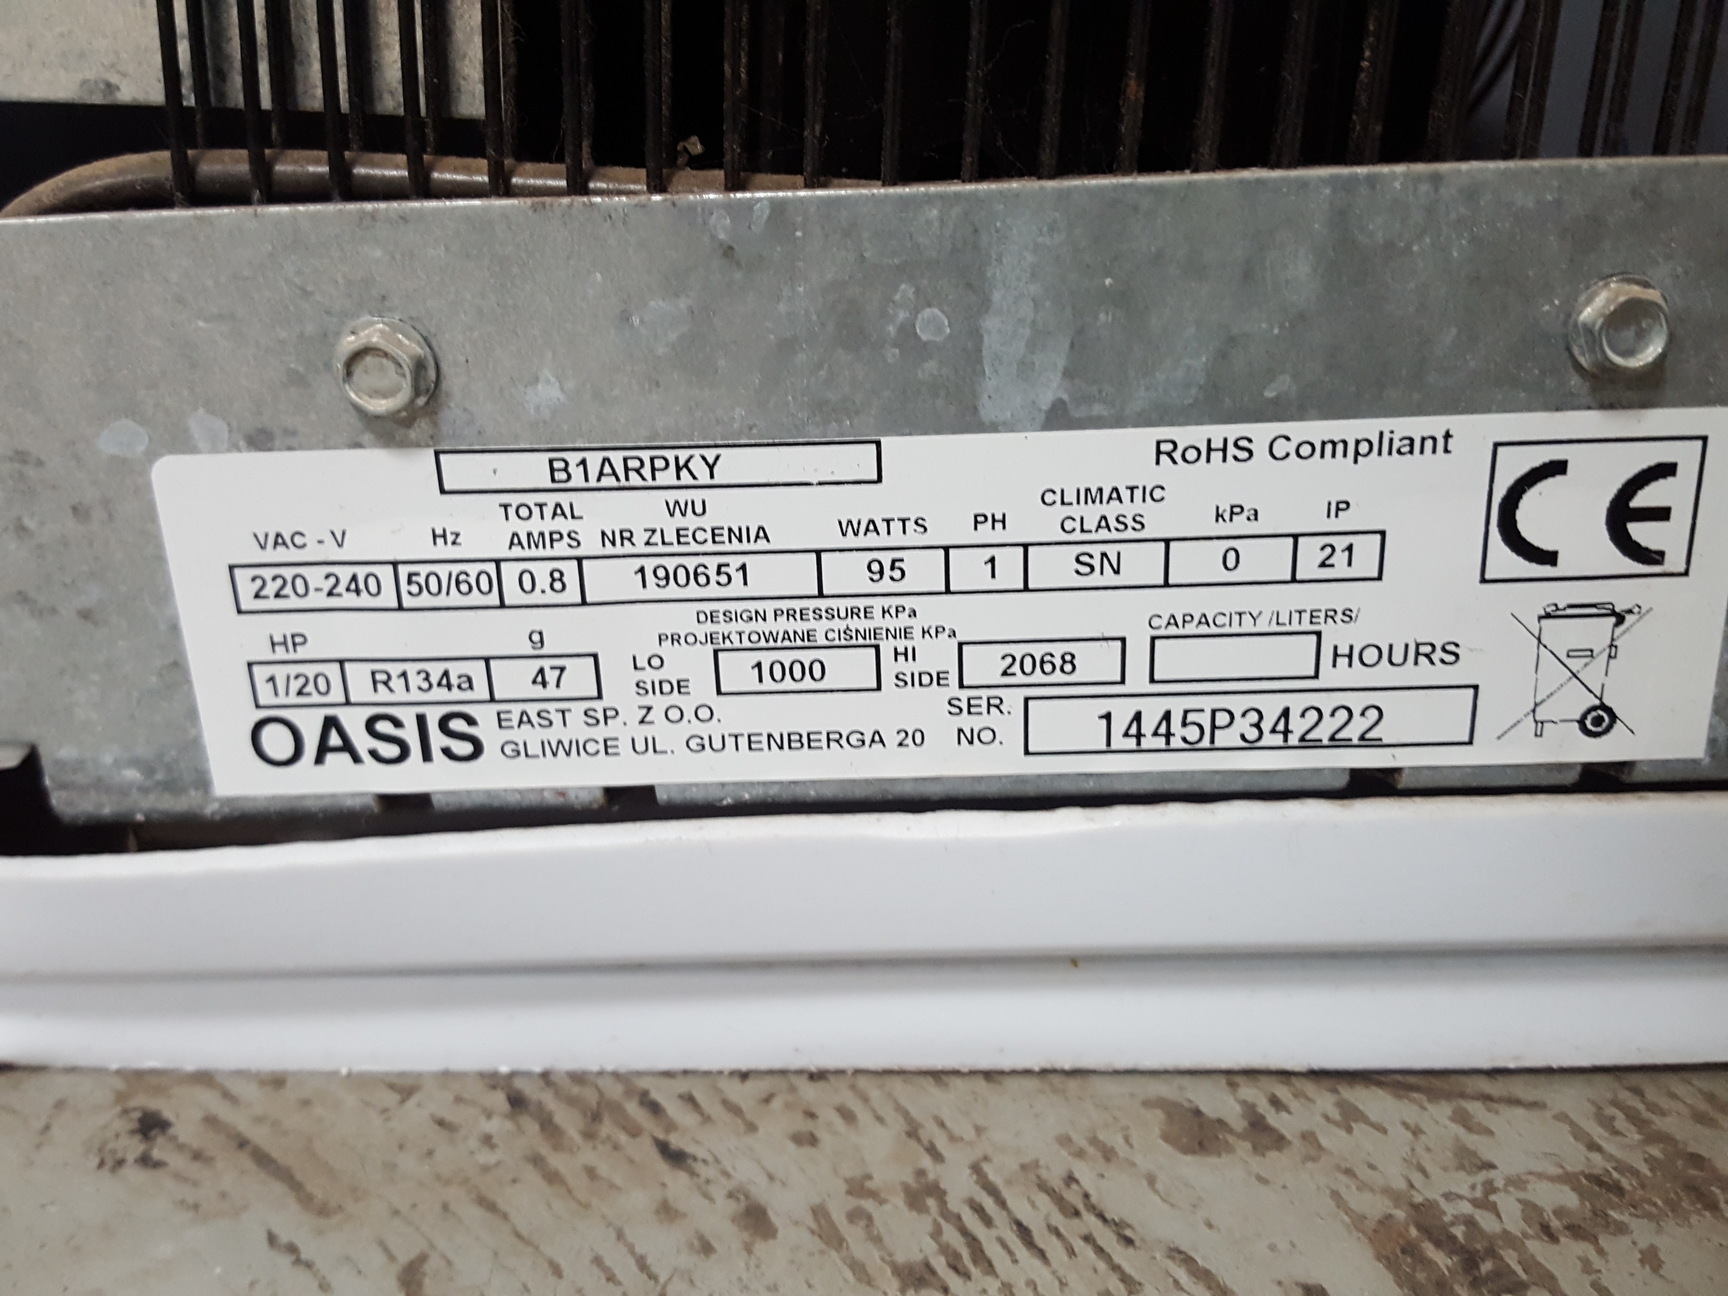 B1ARPKY
RoHS Compliant
CE
VAC - V Hz TOTAL AMPS WU NR ZLECENIA WATTS PH CLIMATIC CLASS kPa IP
220-240 50/60 0.8 190651 95 1 SN 0 21
DESIGN PRESSURE KPa
PROJEKTOWANE CIŚNIENIE KPa
CAPACITY /LITERS/
HP g
1/20 R134a 47
LO SIDE 1000 HI SIDE 2068 HOURS
OASIS EAST SP. Z O.O.
GLIWICE UL. GUTENBERGA 20
SER. NO. 1445P34222